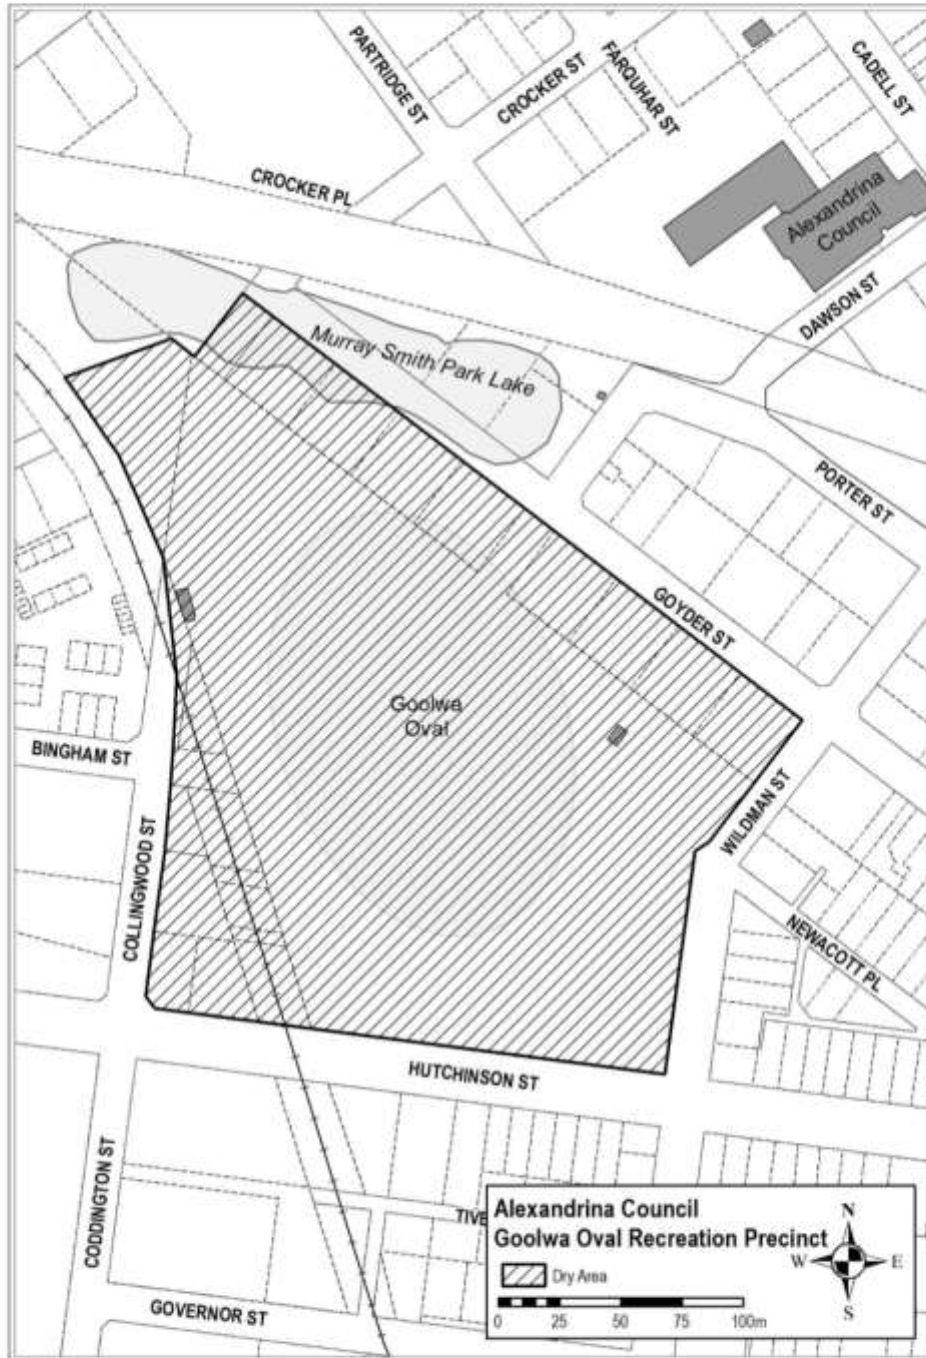 PARTRIDGE ST
CROCKER ST
FARQUHAR ST
CADELL ST
CROCKER PL
Alexandrina
Council
DAWSON ST
Murray Smith Park Lake
PORTER ST
GOYDER ST
Goolwa
Oval
BINGHAM ST
WILDMAN ST
COLLINGWOOD ST
NEWACOTT PL
HUTCHINSON ST
CODDINGTON ST
TIVE
GOVERNOR ST
Alexandrina Council
Goolwa Oval Recreation Precinct
Dry Area
0 25 50 75 100m
N
W E
S